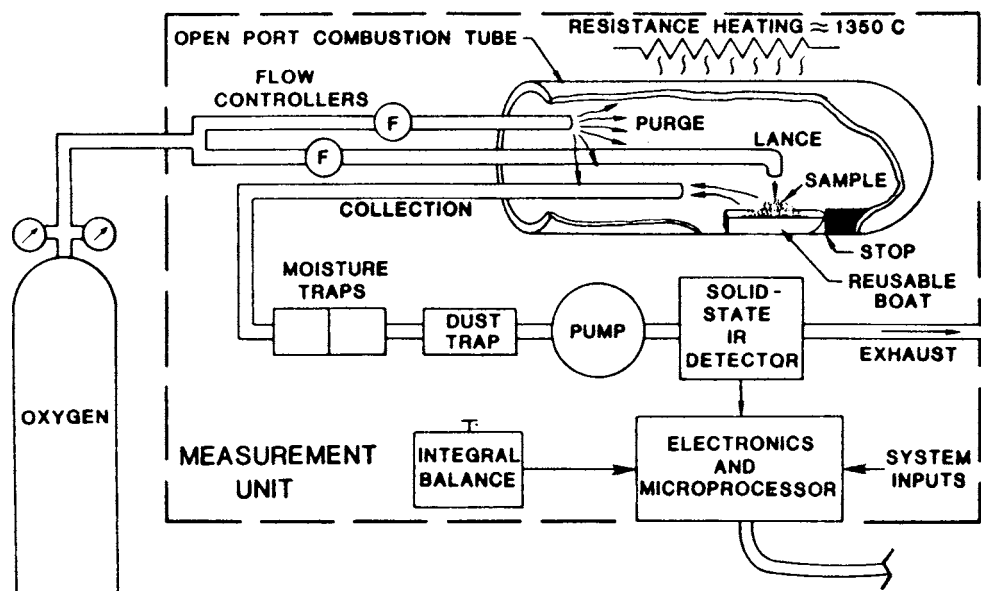 RESISTANCE HEATING ≈ 1350 C
OPEN PORT COMBUSTION TUBE
FLOW
CONTROLLERS
F
PURGE
F
LANCE
SAMPLE
COLLECTION
STOP
REUSABLE
BOAT
MOISTURE
TRAPS
DUST
TRAP
PUMP
SOLID-
STATE
IR
DETECTOR
EXHAUST
OXYGEN
MEASUREMENT
UNIT
INTEGRAL
BALANCE
ELECTRONICS
AND
MICROPROCESSOR
SYSTEM
INPUTS